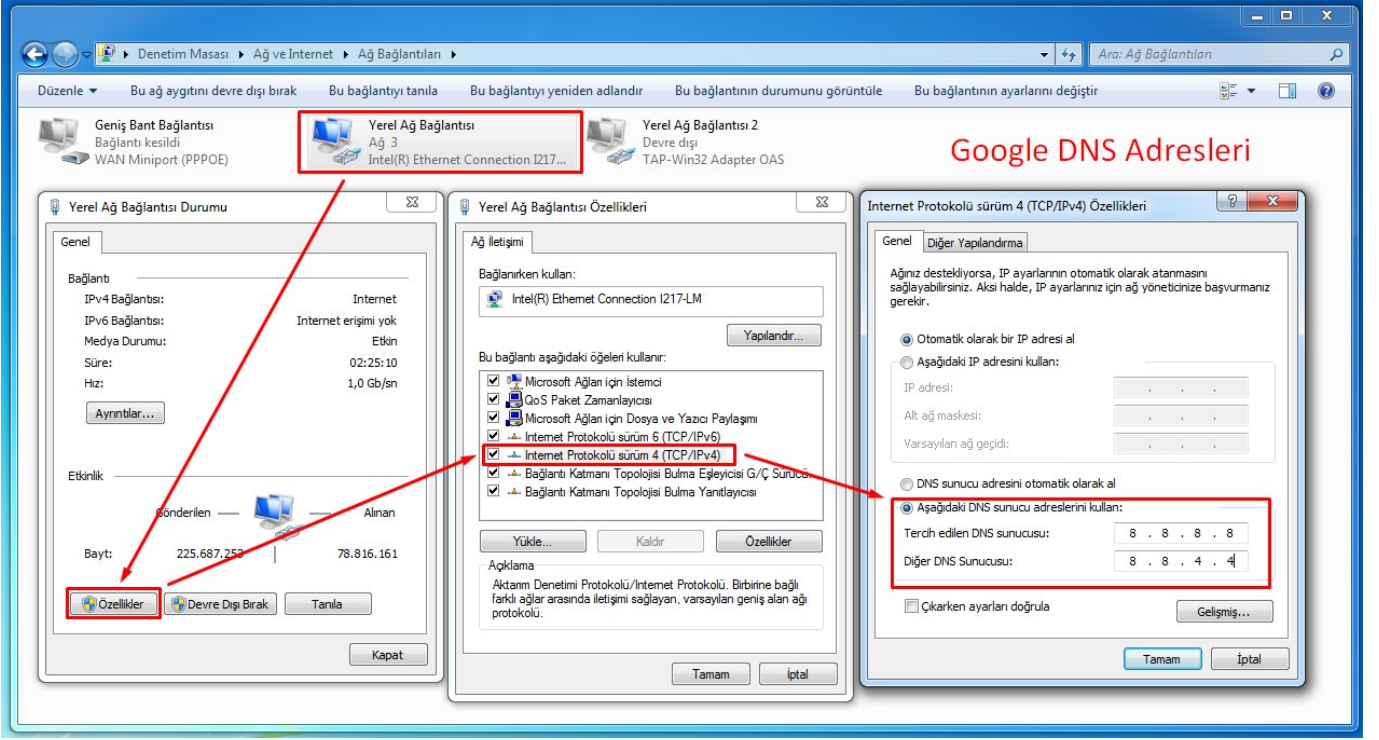 Denetim Masası Ağ ve Internet Ağ Bağlantıları
Ara: Ağ Bağlantıları
Düzenle Bu ağ aygıtını devre dışı bırak Bu bağlantıyı tanıla Bu bağlantıyı yeniden adlandır Bu bağlantının durumunu görüntüle Bu bağlantının ayarlarını değiştir
Geniş Bant Bağlantısı
Bağlantı kesildi
WAN Miniport (PPPOE)
Yerel Ağ Bağlantısı
Ağ 3
Intel(R) Ethernet Connection I217...
Yerel Ağ Bağlantısı 2
Devre dışı
TAP-Win32 Adapter OAS
Google DNS Adresleri
Yerel Ağ Bağlantısı Durumu
Genel
Bağlantı
IPv4 Bağlantısı: Internet
IPv6 Bağlantısı: Internet erişimi yok
Medya Durumu: Etkin
Süre: 02:25:10
Hız: 1,0 Gb/sn
Ayrıntılar...
Etkinlik
Gönderilen Alınan
Bayt: 225.687.253 78.816.161
Özellikler Devre Dışı Bırak Tanıla
Kapat
Yerel Ağ Bağlantısı Özellikleri
Ağ İletişimi
Bağlanırken kullan:
Intel(R) Ethernet Connection I217-LM
Yapılandır...
Bu bağlantı aşağıdaki öğeleri kullanır:
Microsoft Ağları için İstemci
QoS Paket Zamanlayıcısı
Microsoft Ağları için Dosya ve Yazıcı Paylaşımı
Internet Protokolü sürüm 6 (TCP/IPv6)
Internet Protokolü sürüm 4 (TCP/IPv4)
Bağlantı Katmanı Topolojisi Bulma Eşleyicisi G/Ç Sürücü..
Bağlantı Katmanı Topolojisi Bulma Yanıtlayıcısı
Yükle... Kaldır Özellikler
Açıklama
Aktarım Denetimi Protokolü/Internet Protokolü. Birbirine bağlı
farklı ağlar arasında iletişimi sağlayan, varsayılan geniş alan ağı
protokolü.
Tamam İptal
Internet Protokolü sürüm 4 (TCP/IPv4) Özellikleri
Genel Diğer Yapılandırma
Ağınız destekliyorsa, IP ayarlarının otomatik olarak atanmasını
sağlayabilirsiniz. Aksi halde, IP ayarlarınız için ağ yöneticinize başvurmanız
gerekir.
Otomatik olarak bir IP adresi al
Aşağıdaki IP adresini kullan:
IP adresi: . . .
Alt ağ maskesi: . . .
Varsayılan ağ geçidi: . . .
DNS sunucu adresini otomatik olarak al
Aşağıdaki DNS sunucu adreslerini kullan:
Tercih edilen DNS sunucusu: 8 . 8 . 8 . 8
Diğer DNS Sunucusu: 8 . 8 . 4 . 4
Çıkarken ayarları doğrula
Gelişmiş...
Tamam İptal